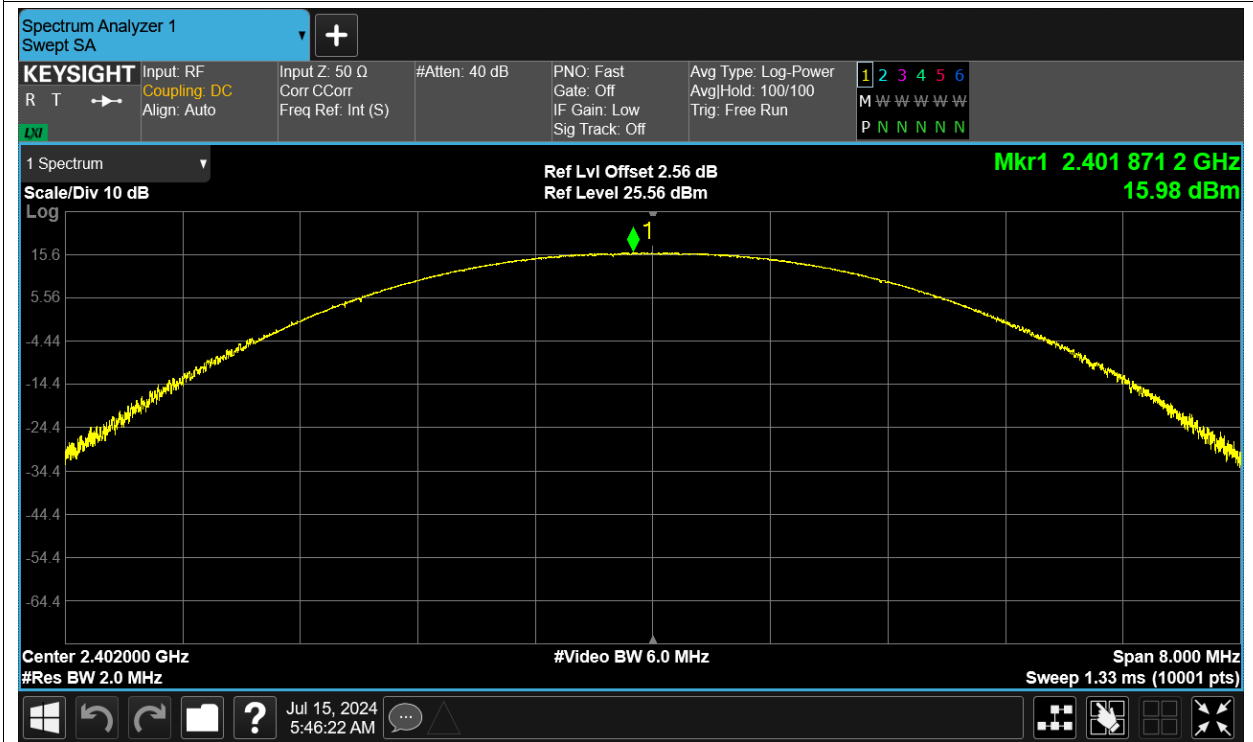 Spectrum Analyzer 1
Swept SA
KEYSIGHT
R T
LXI
Input: RF
Coupling: DC
Align: Auto
Input Z: 50 Ω
Corr CCorr
Freq Ref: Int (S)
#Atten: 40 dB
PNO: Fast
Gate: Off
IF Gain: Low
Sig Track: Off
Avg Type: Log-Power
Avg|Hold: 100/100
Trig: Free Run
1 2 3 4 5 6
M W W W W W
P N N N N N
1 Spectrum
Scale/Div 10 dB
Log
Ref Lvl Offset 2.56 dB
Ref Level 25.56 dBm
Mkr1 2.401 871 2 GHz
15.98 dBm
1
15.6
5.56
-4.44
-14.4
-24.4
-34.4
-44.4
-54.4
-64.4
Center 2.402000 GHz
#Res BW 2.0 MHz
#Video BW 6.0 MHz
Span 8.000 MHz
Sweep 1.33 ms (10001 pts)
?
Jul 15, 2024
5:46:22 AM